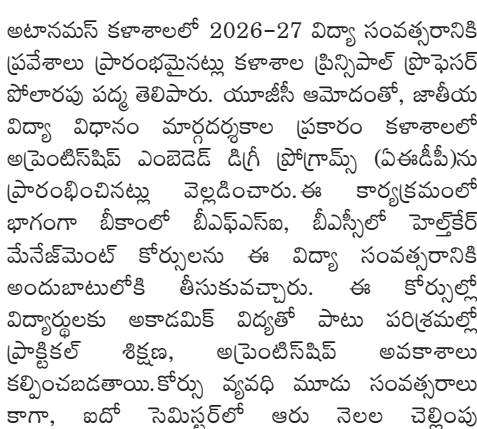 అటానమస్ కళాశాలలో 2026-27 విద్యా సంవత్సరానికి
ప్రవేశాలు ప్రారంభమైనట్లు కళాశాల ప్రిన్సిపాల్ ప్రొఫెసర్
పోలారపు పద్మ తెలిపారు. యూజీసీ ఆమోదంతో, జాతీయ
విద్యా విధానం మార్గదర్శకాల ప్రకారం కళాశాలలో
అప్రెంటిస్‌షిప్ ఎంబెడెడ్ డిగ్రీ ప్రోగ్రామ్స్ (ఏఈడీపీ)ను
ప్రారంభించినట్లు వెల్లడించారు.ఈ కార్యక్రమంలో
భాగంగా బీకాంలో బీఎఫ్ఎస్ఐ, బీఎస్సీలో హెల్త్‌కేర్
మేనేజ్‌మెంట్ కోర్సులను ఈ విద్యా సంవత్సరానికి
అందుబాటులోకి తీసుకువచ్చారు. ఈ కోర్సుల్లో
విద్యార్థులకు అకాడమిక్ విద్యతో పాటు పరిశ్రమల్లో
ప్రాక్టికల్ శిక్షణ, అప్రెంటిస్‌షిప్ అవకాశాలు
కల్పించబడతాయి.కోర్సు వ్యవధి మూడు సంవత్సరాలు
కాగా, ఐదో సెమిస్టర్‌లో ఆరు నెలల చెల్లింపు